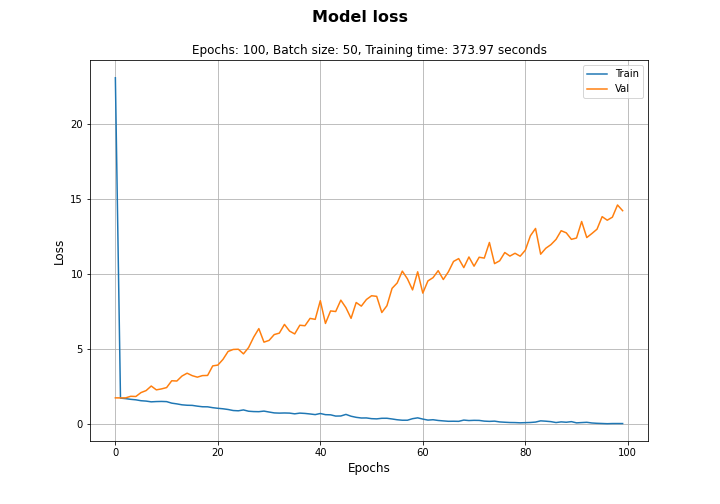 Model loss
Epochs: 100, Batch size: 50, Training time: 373.97 seconds
Train
Val
20
15
10
5
0
Loss
0
20
40
60
80
100
Epochs